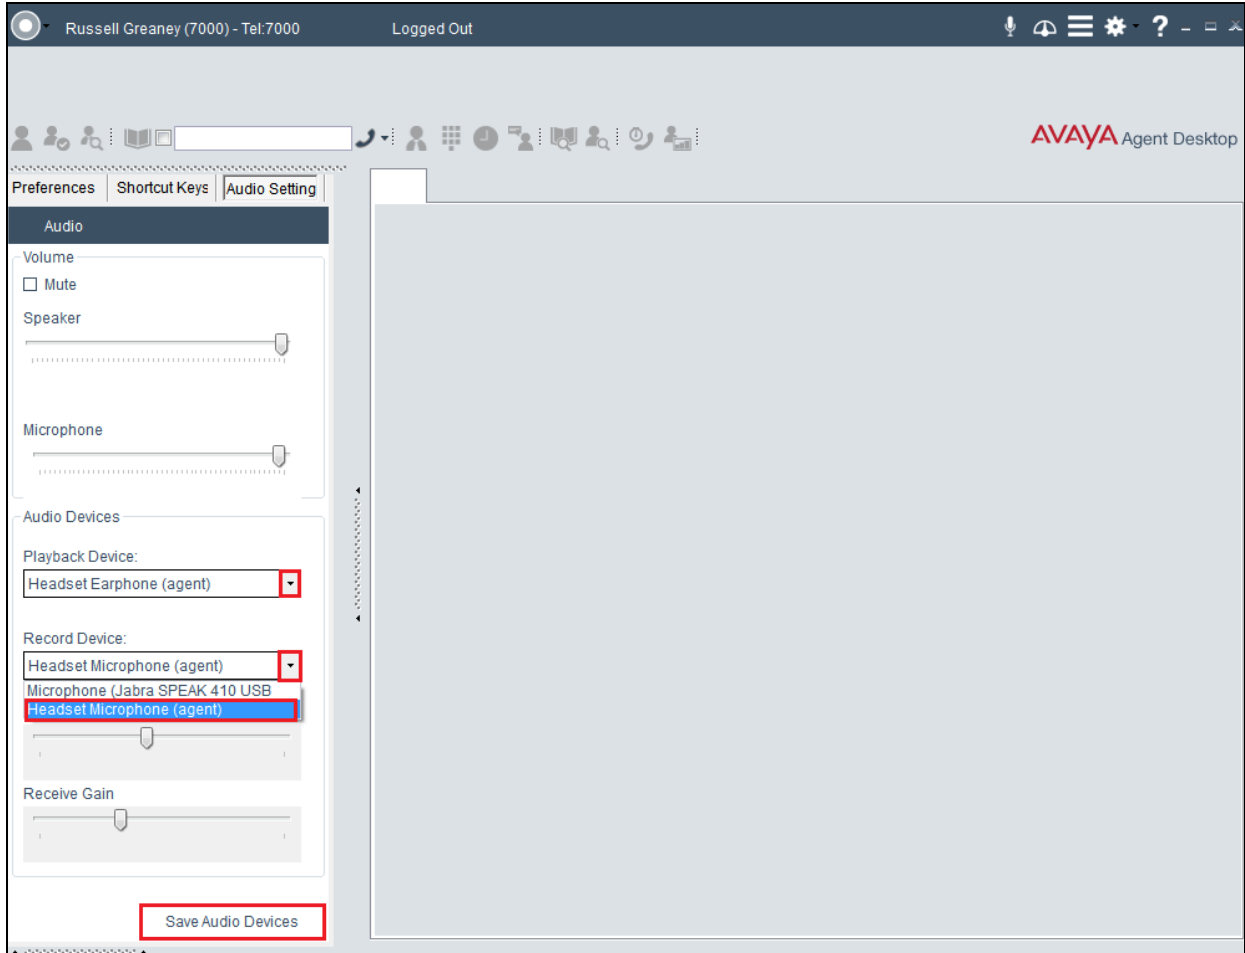 Russell Greaney (7000) - Tel:7000 Logged Out ?
AVAYA Agent Desktop
Preferences Shortcut Keys Audio Setting
Audio
Volume
Mute
Speaker
Microphone
Audio Devices
Playback Device:
Headset Earphone (agent)
Record Device:
Headset Microphone (agent)
Microphone (Jabra SPEAK 410 USB
Headset Microphone (agent)
Receive Gain
Save Audio Devices